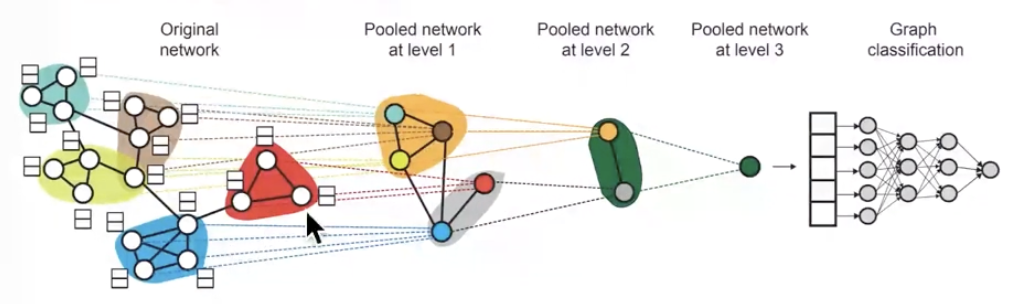 Original
network
Pooled network
at level 1
Pooled network
at level 2
Pooled network
at level 3
Graph
classification